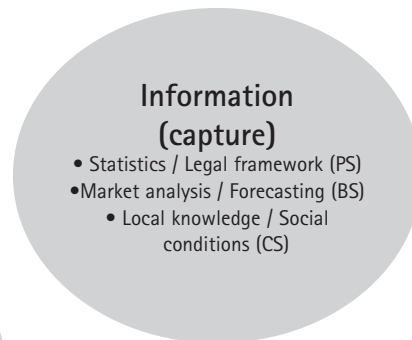 Information
(capture)
• Statistics / Legal framework (PS)
•Market analysis / Forecasting (BS)
• Local knowledge / Social
conditions (CS)